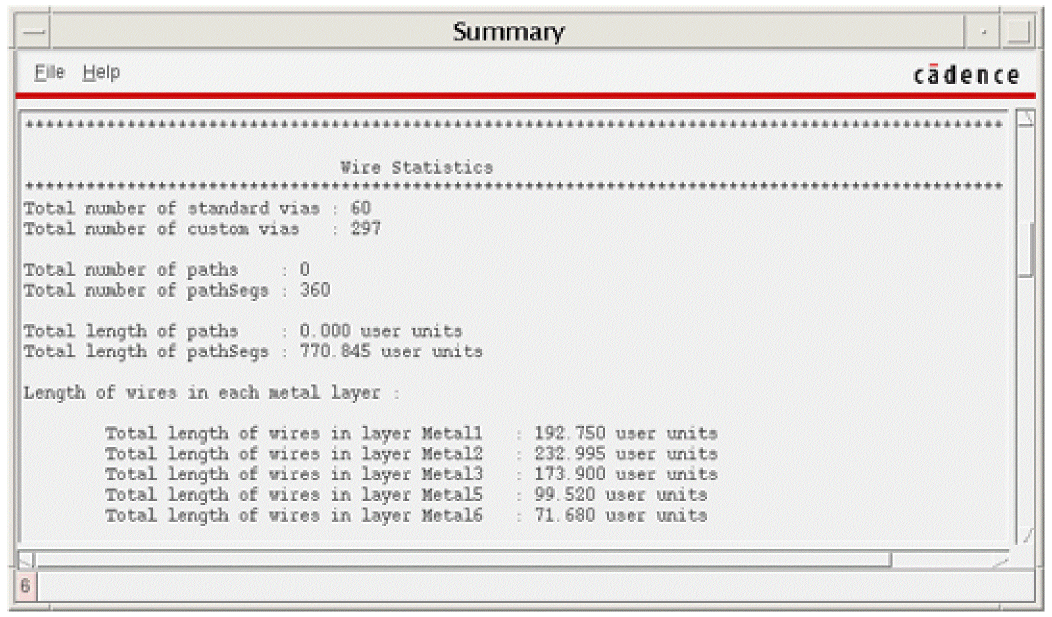 Summary
File Help
cādence
***********************************************************************************************
Wire Statistics
***********************************************************************************************
Total number of standard vias : 60
Total number of custom vias : 297
Total number of paths : 0
Total number of pathSegs : 360
Total length of paths : 0.000 user units
Total length of pathSegs : 770.845 user units
Length of wires in each metal layer :
Total length of wires in layer Metal1 : 192.750 user units
Total length of wires in layer Metal2 : 232.995 user units
Total length of wires in layer Metal3 : 173.900 user units
Total length of wires in layer Metal5 : 99.520 user units
Total length of wires in layer Metal6 : 71.680 user units
6